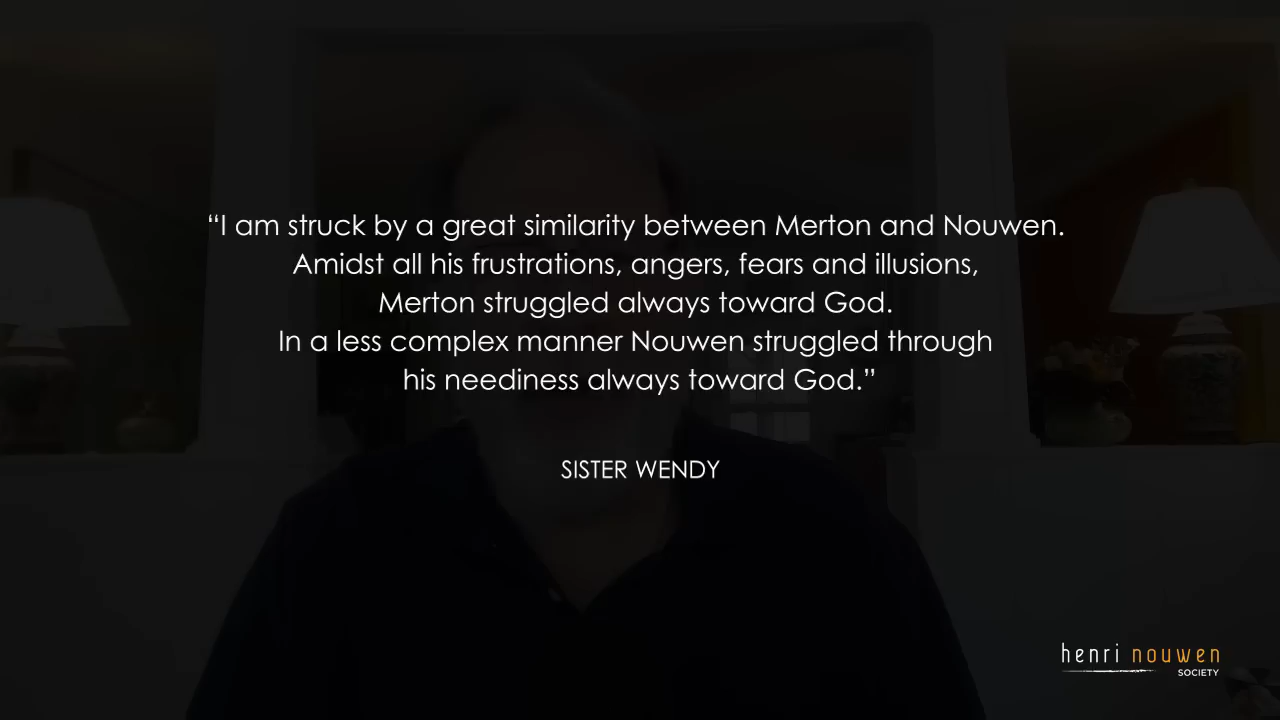 “I am struck by a great similarity between Merton and Nouwen.
Amidst all his frustrations, angers, fears and illusions,
Merton struggled always toward God.
In a less complex manner Nouwen struggled through
his neediness always toward God.”
SISTER WENDY
henri nouwen
SOCIETY